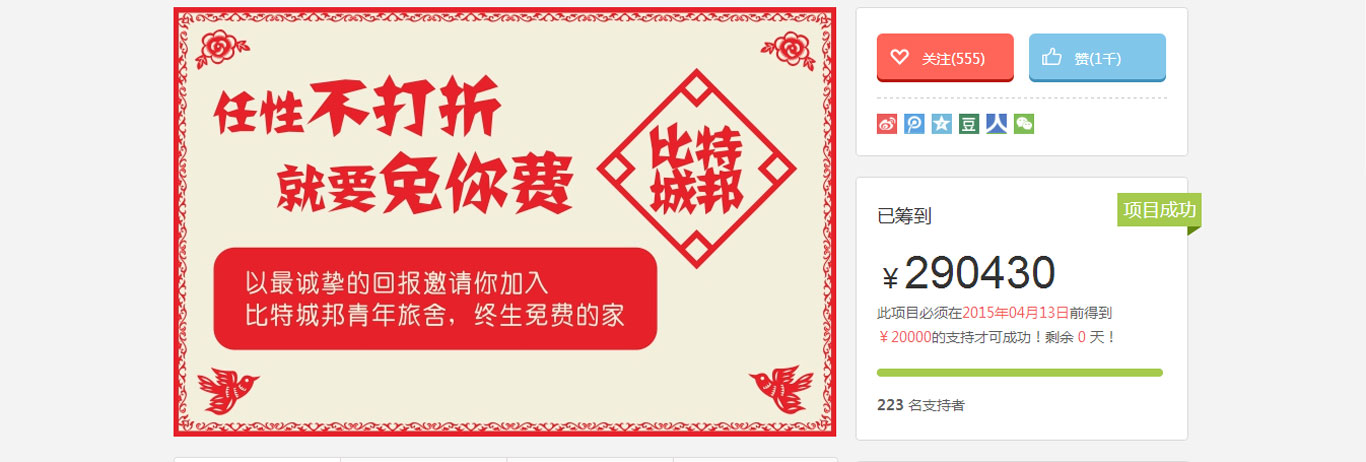 任性不打折
就要免你费
比特
城邦
以最诚挚的回报邀请你加入
比特城邦青年旅舍，终生免费的家
关注(555)
赞(1千)
豆
已筹到
项目成功
￥290430
此项目必须在2015年04月13日前得到
￥20000的支持才可成功！剩余 0 天！
223 名支持者